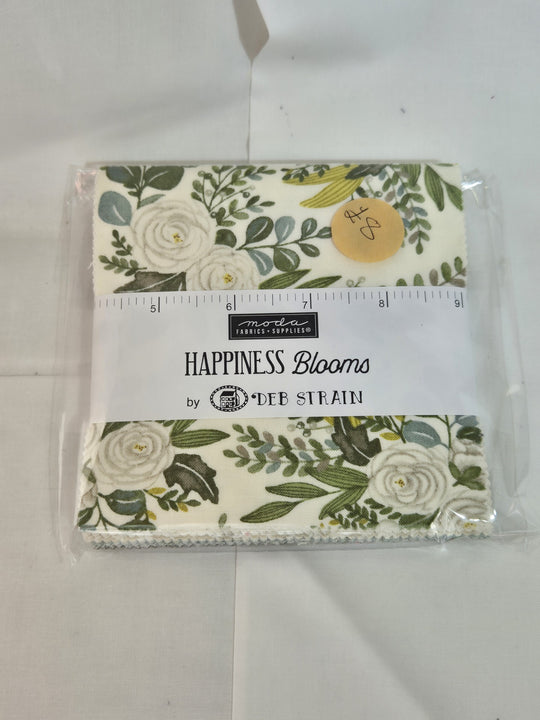 5 6 7 8 9
moda
FABRICS + SUPPLIES®
HAPPINESS Blooms
by DEB STRAIN